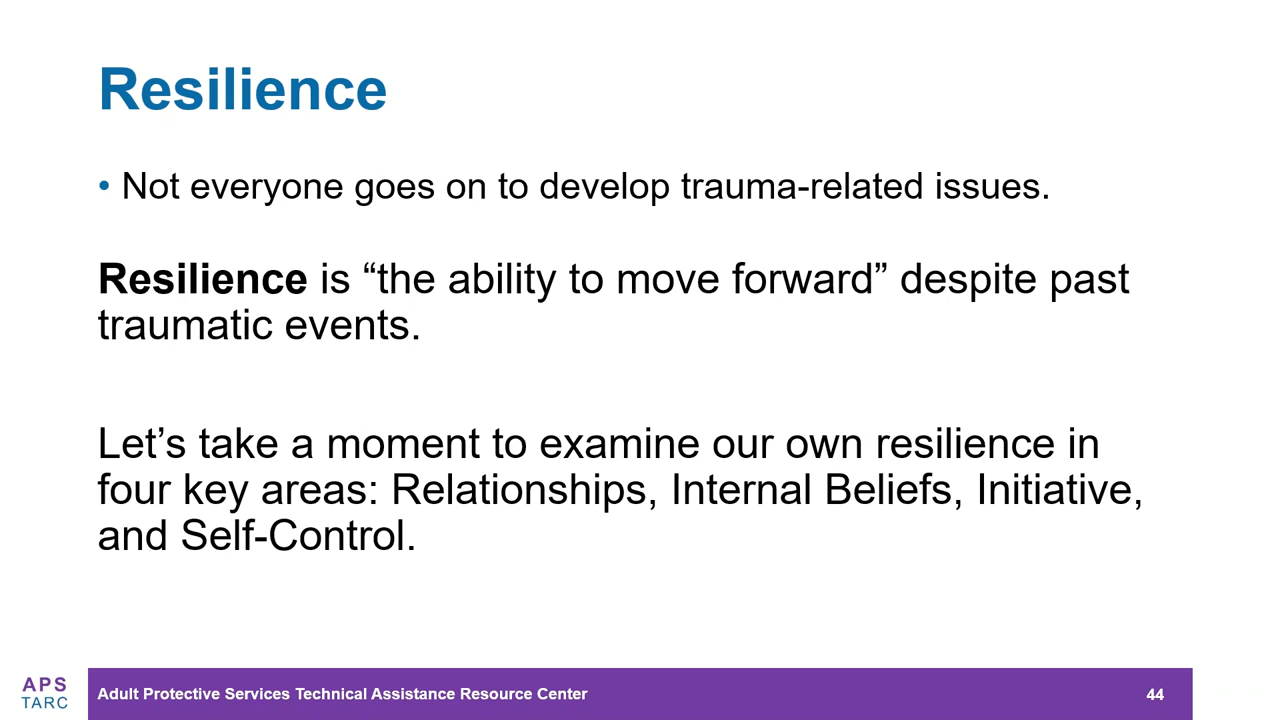 Resilience
• Not everyone goes on to develop trauma-related issues.
Resilience is “the ability to move forward” despite past
traumatic events.
Let’s take a moment to examine our own resilience in
four key areas: Relationships, Internal Beliefs, Initiative,
and Self-Control.
APS
TARC
Adult Protective Services Technical Assistance Resource Center
44